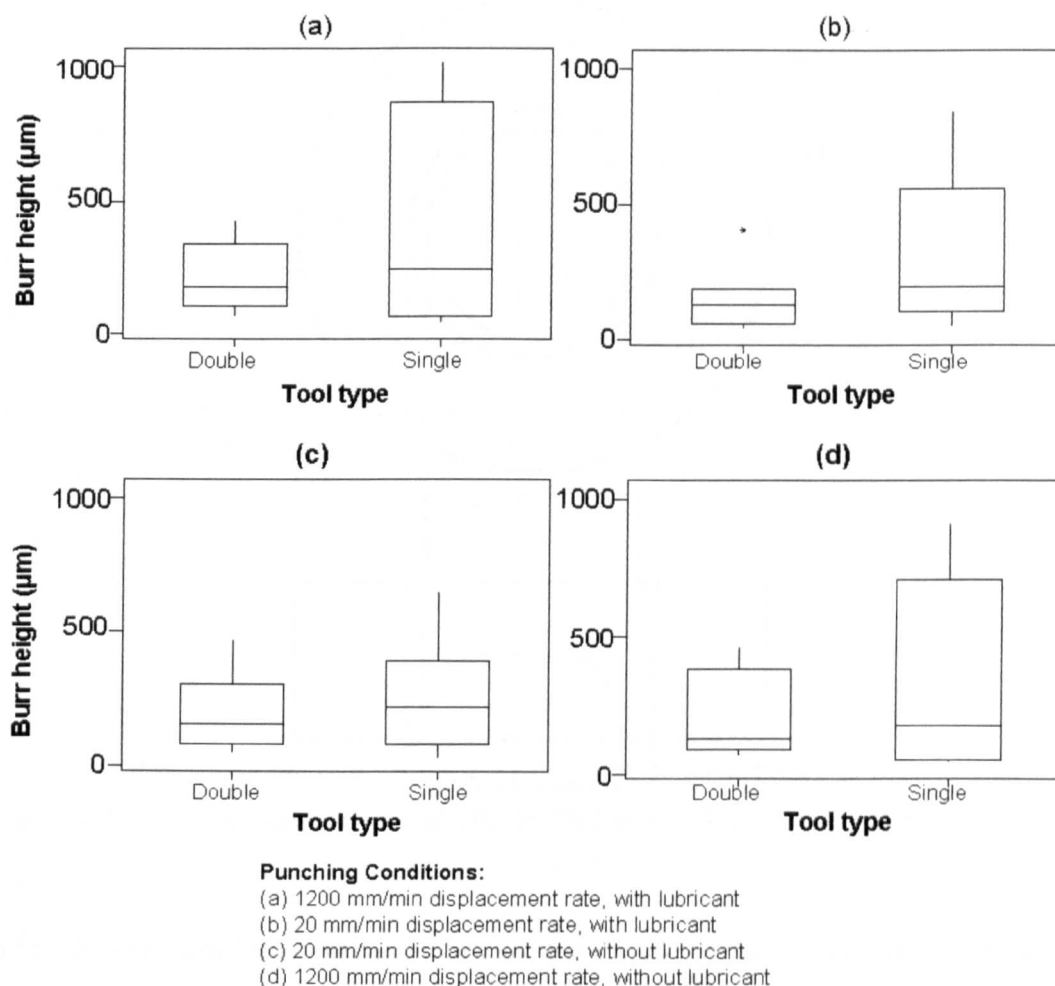 (a)
Burr height (µm)
1000
500
0
Double Single
Tool type
(b)
1000
500
0
Double Single
Tool type
(c)
Burr height (µm)
1000
500
0
Double Single
Tool type
(d)
1000
500
0
Double Single
Tool type
Punching Conditions:
(a) 1200 mm/min displacement rate, with lubricant
(b) 20 mm/min displacement rate, with lubricant
(c) 20 mm/min displacement rate, without lubricant
(d) 1200 mm/min displacement rate, without lubricant